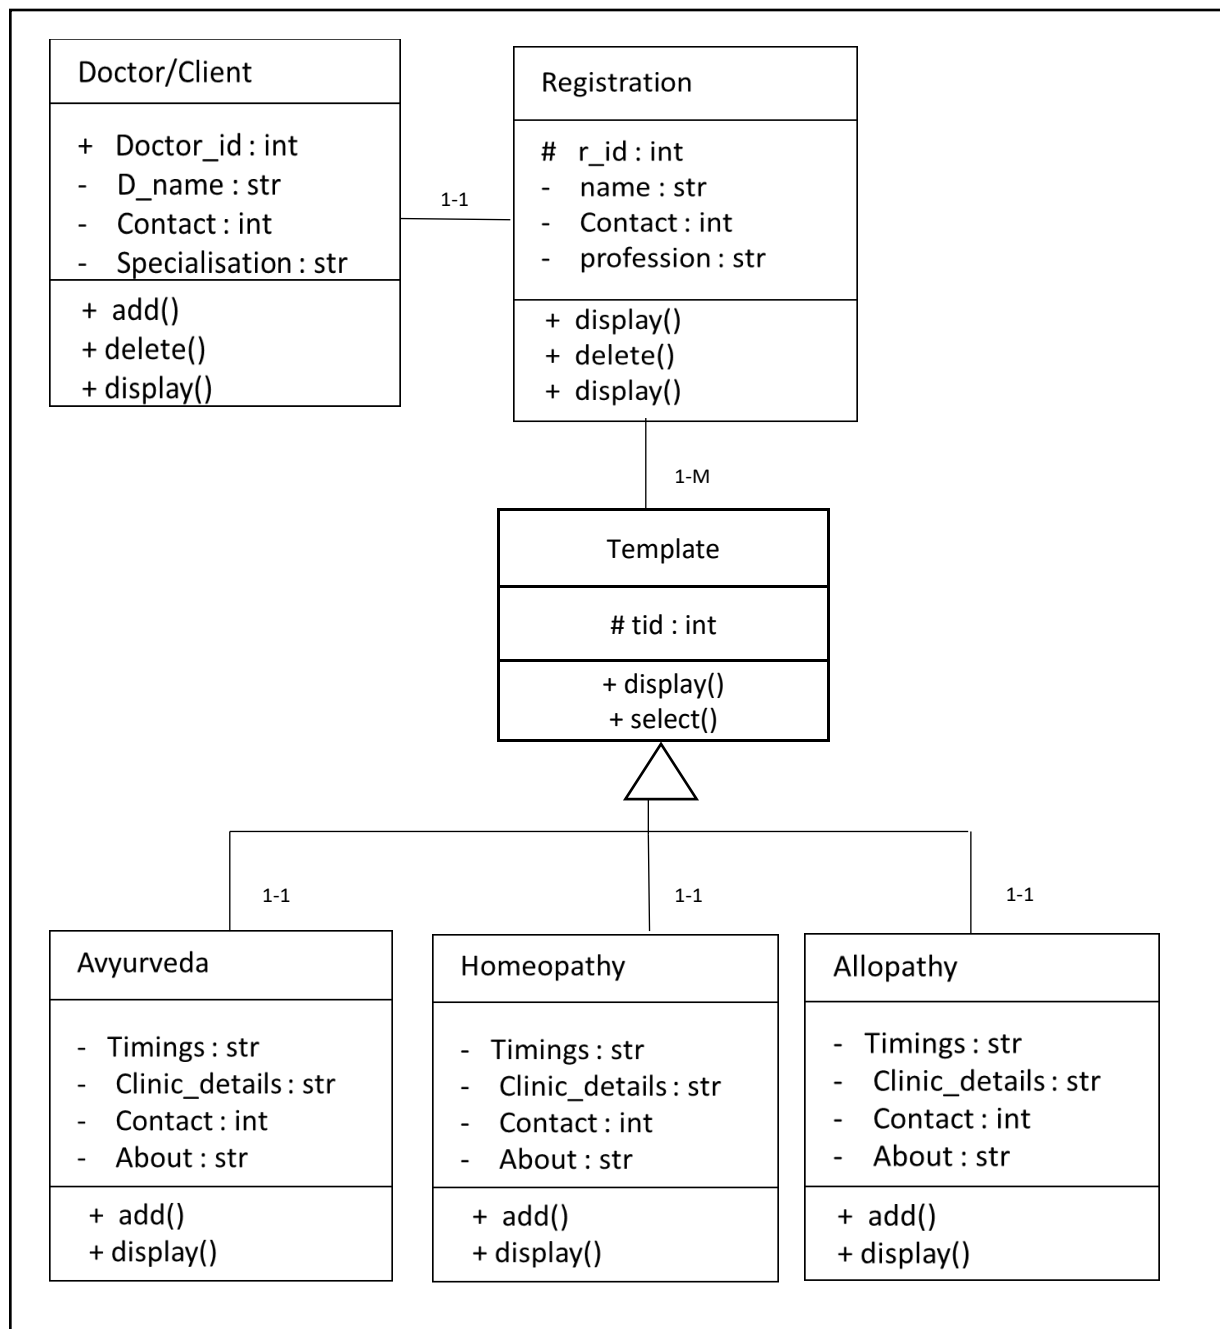 Doctor/Client
+ Doctor_id : int
- D_name : str
- Contact : int
- Specialisation : str
+ add()
+ delete()
+ display()
1-1
Registration
# r_id : int
- name : str
- Contact : int
- profession : str
+ display()
+ delete()
+ display()
1-M
Template
# tid : int
+ display()
+ select()
1-1
1-1
1-1
Avyurveda
- Timings : str
- Clinic_details : str
- Contact : int
- About : str
+ add()
+ display()
Homeopathy
- Timings : str
- Clinic_details : str
- Contact : int
- About : str
+ add()
+ display()
Allopathy
- Timings : str
- Clinic_details : str
- Contact : int
- About : str
+ add()
+ display()